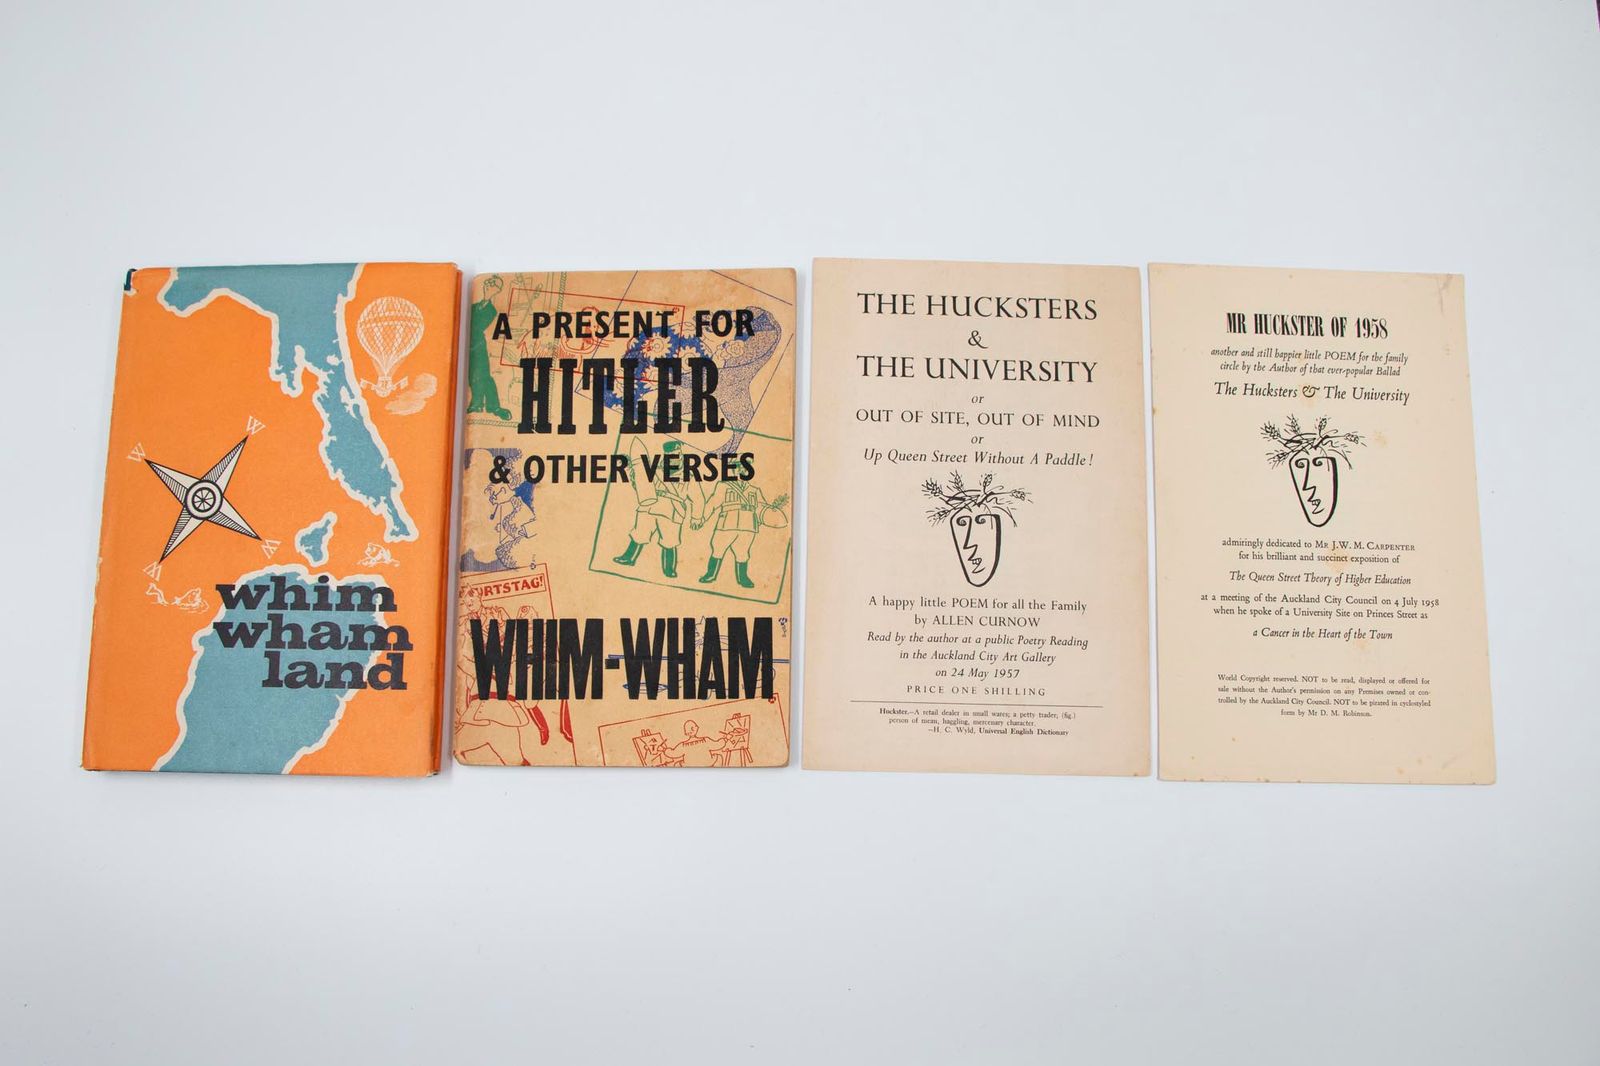 W
W
W
W
whim
wham
land
A PRESENT FOR
HITLER
& OTHER VERSES
URTSTAG!
WHIM-WHAM
THE HUCKSTERS
&
THE UNIVERSITY
or
OUT OF SITE, OUT OF MIND
or
Up Queen Street Without A Paddle!
A happy little POEM for all the Family
by ALLEN CURNOW
Read by the author at a public Poetry Reading
in the Auckland City Art Gallery
on 24 May 1957
PRICE ONE SHILLING
Huckster.—A retail dealer in small wares; a petty trader, (fig.)
person of mean, haggling, mercenary character.
—H. C. Wyld, Universal English Dictionary
MR HUCKSTER OF 1958
another and still happier little POEM for the family
circle by the Author of that ever-popular Ballad
The Hucksters & The University
admiringly dedicated to MR J. W. M. CARPENTER
for his brilliant and succinct exposition of
The Queen Street Theory of Higher Education
at a meeting of the Auckland City Council on 4 July 1958
when he spoke of a University Site on Princes Street as
a Cancer in the Heart of the Town
World Copyright reserved. NOT to be read, displayed or offered for
sale without the Author's permission on any Premises owned or con-
trolled by the Auckland City Council. NOT to be pirated in cyclostyled
form by Mr D. M. Robinson.